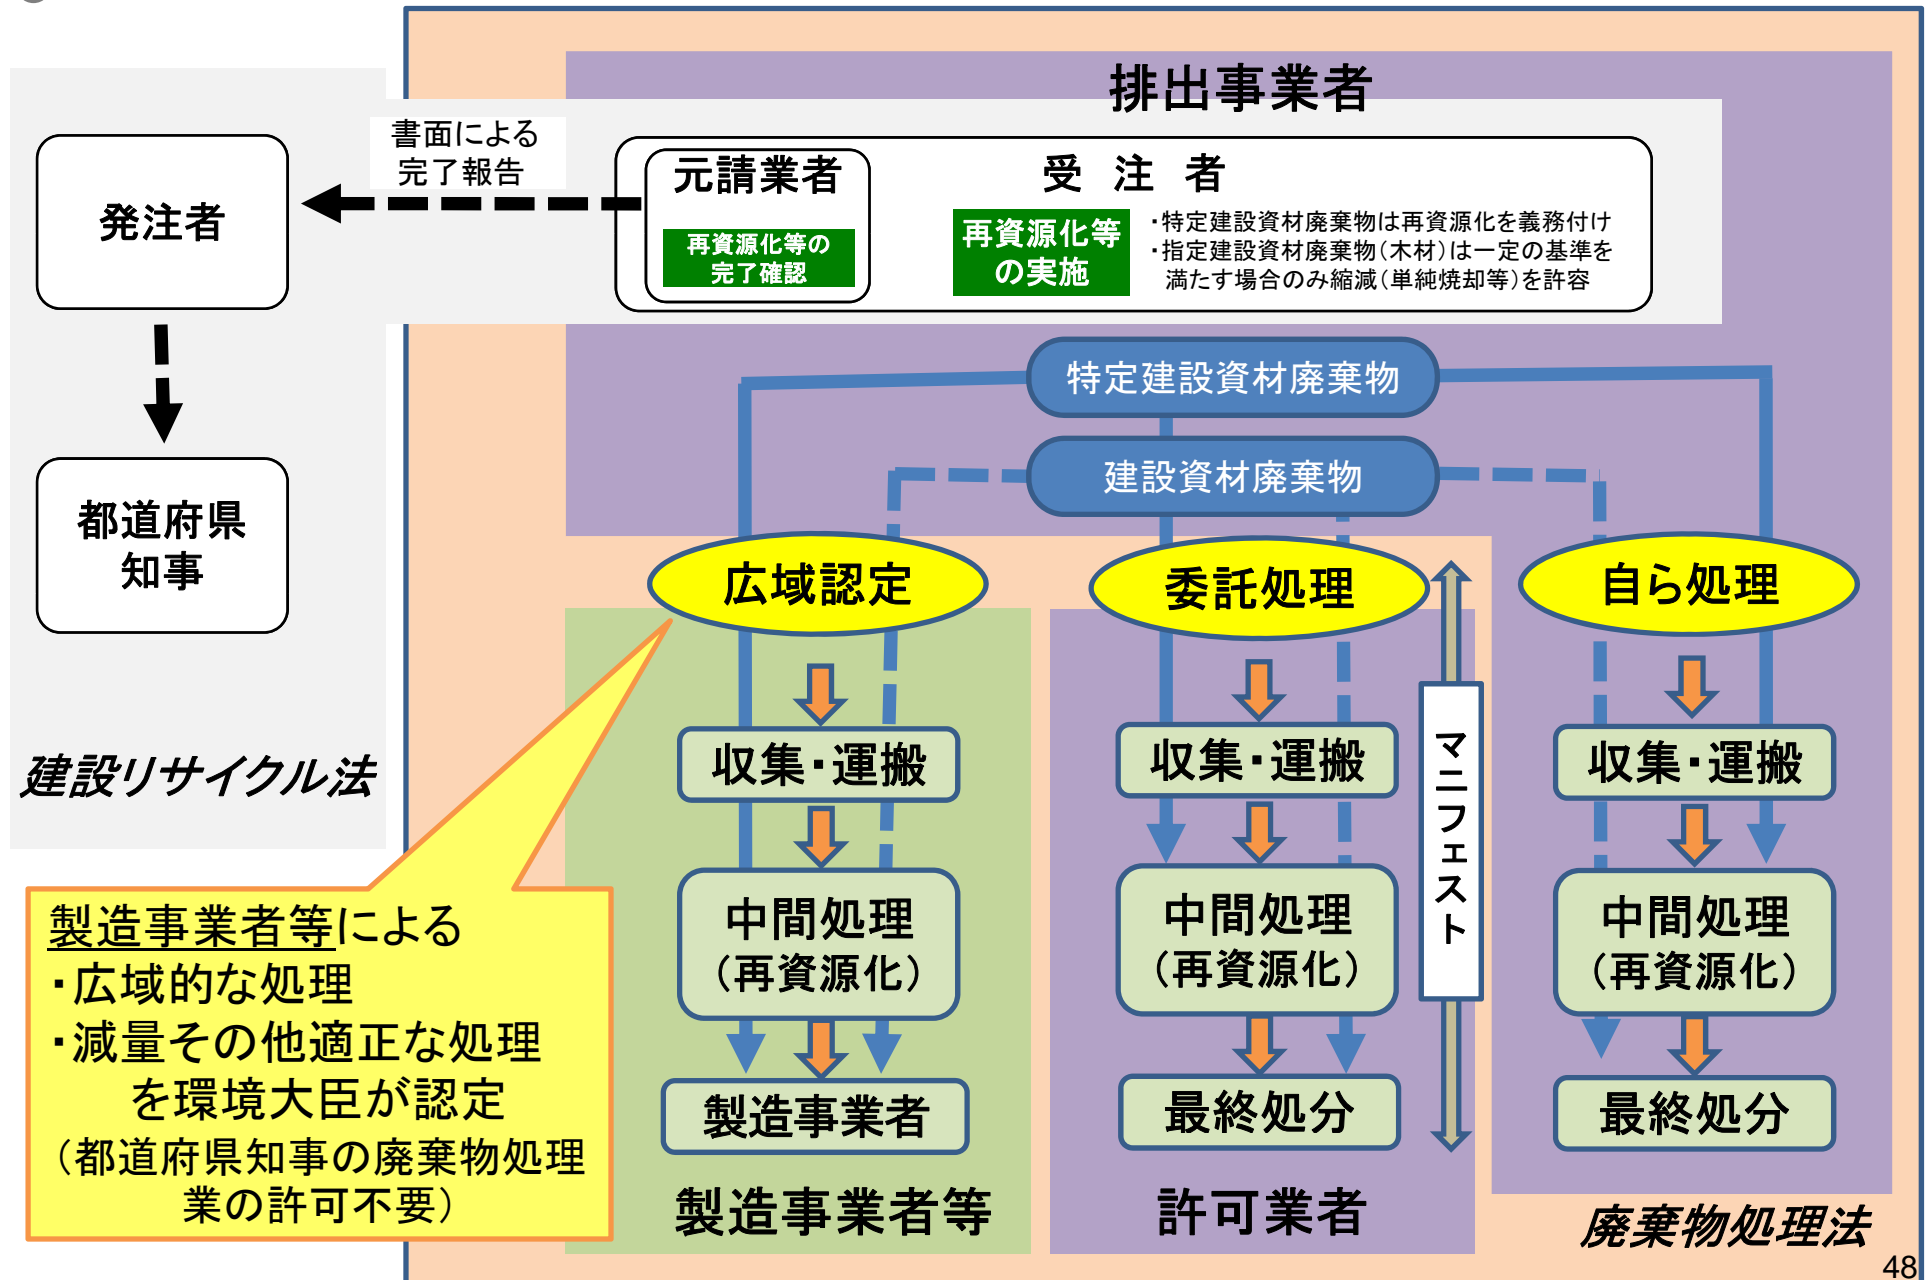 排出事業者
書面による
完了報告
発注者
元請業者
再資源化等の
完了確認
受 注 者
再資源化等
の実施
・特定建設資材廃棄物は再資源化を義務付け
・指定建設資材廃棄物(木材)は一定の基準を
満たす場合のみ縮減(単純焼却等)を許容
都道府県
知事
建設リサイクル法
特定建設資材廃棄物
建設資材廃棄物
広域認定
収集・運搬
中間処理
(再資源化)
製造事業者
製造事業者等
委託処理
収集・運搬
中間処理
(再資源化)
最終処分
許可業者
マニフェスト
自ら処理
収集・運搬
中間処理
(再資源化)
最終処分
廃棄物処理法
製造事業者等による
・広域的な処理
・減量その他適正な処理
を環境大臣が認定
(都道府県知事の廃棄物処理
業の許可不要)
48